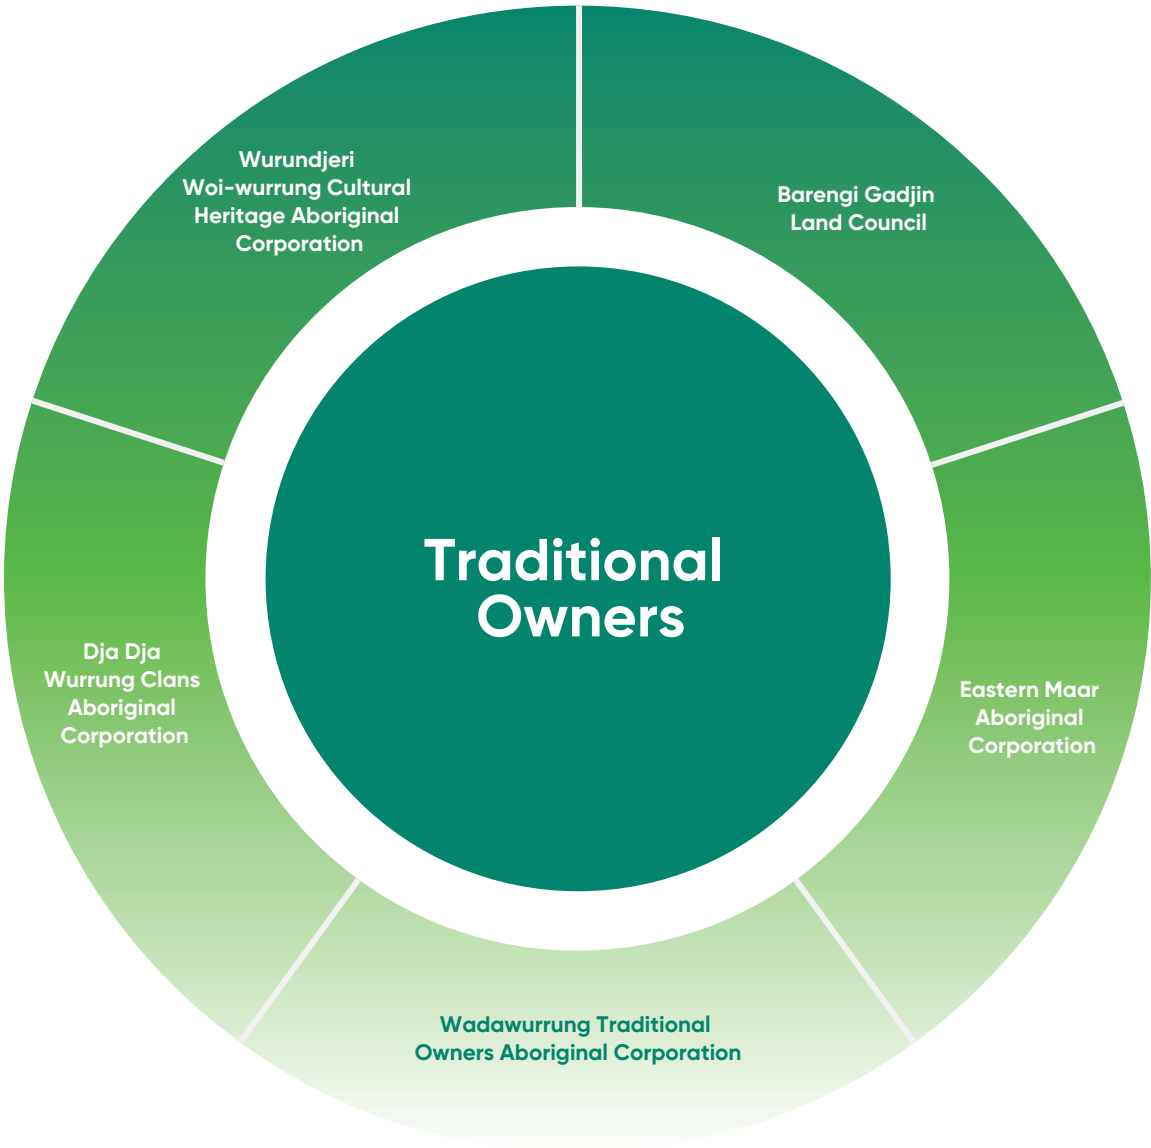 Wurundjeri
Woi-wurrung Cultural
Heritage Aboriginal
Corporation
Barengi Gadjin
Land Council
Traditional
Owners
Dja Dja
Wurrung Clans
Aboriginal
Corporation
Eastern Maar
Aboriginal
Corporation
Wadawurrung Traditional
Owners Aboriginal Corporation